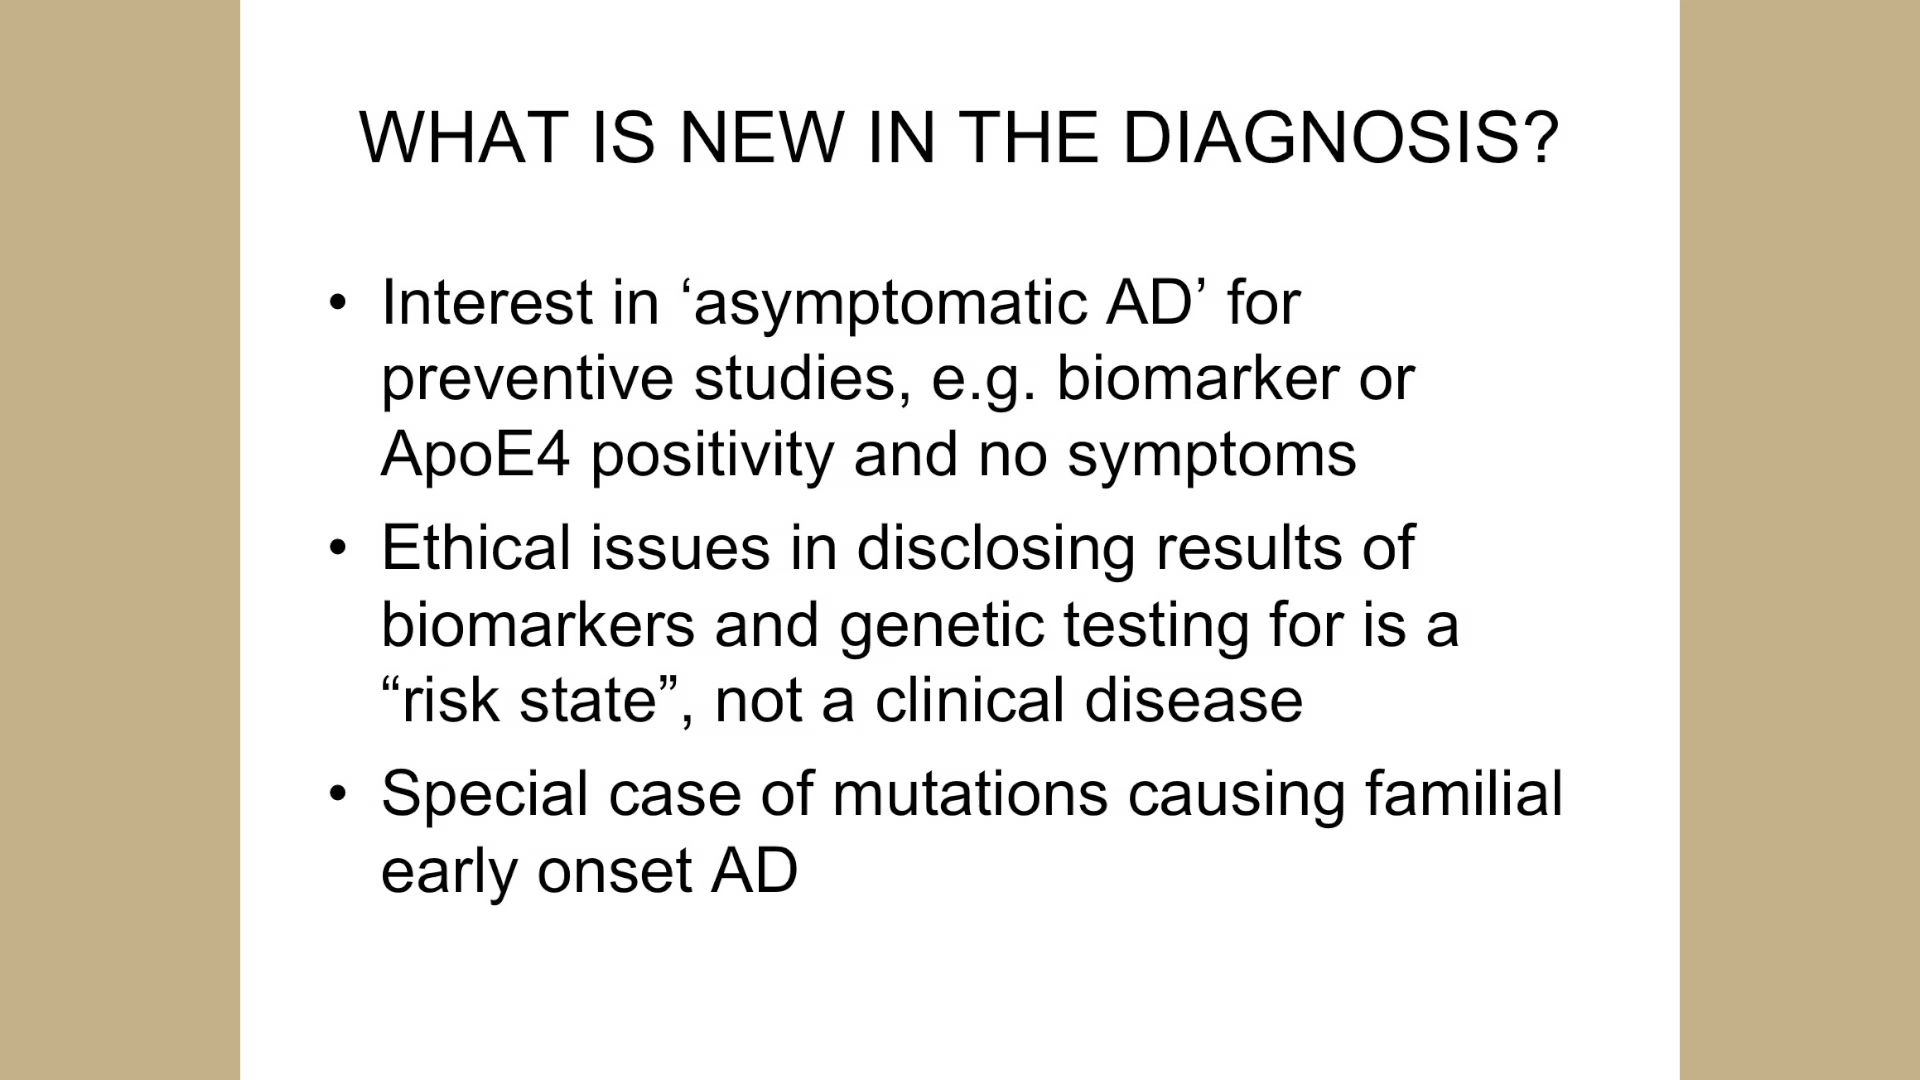 WHAT IS NEW IN THE DIAGNOSIS?
• Interest in ‘asymptomatic AD’ for
preventive studies, e.g. biomarker or
ApoE4 positivity and no symptoms
• Ethical issues in disclosing results of
biomarkers and genetic testing for is a
“risk state”, not a clinical disease
• Special case of mutations causing familial
early onset AD